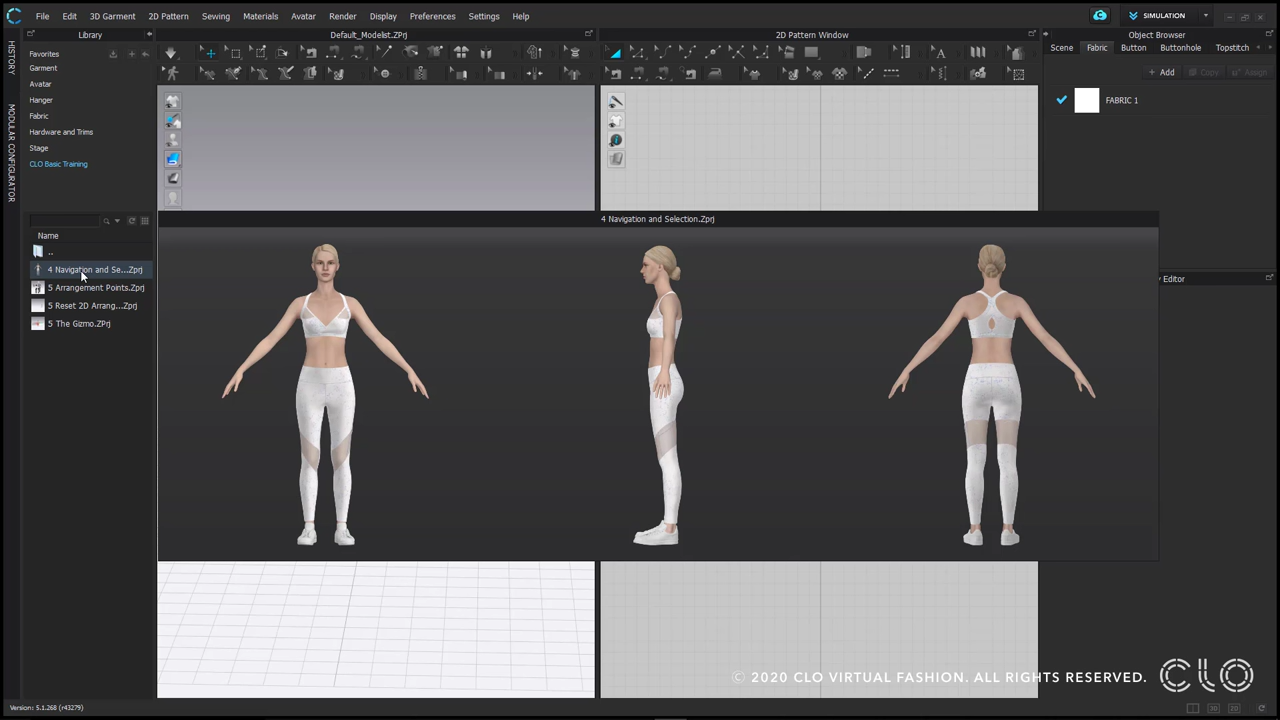 File Edit 3D Garment 2D Pattern Sewing Materials Avatar Render Display Preferences Settings Help
SIMULATION
HISTORY
MODULAR CONFIGURATOR
Library
Default_Modelist.ZPrj
2D Pattern Window
Object Browser
Favorites
Garment
Avatar
Hanger
Fabric
Hardware and Trims
Stage
CLO Basic Training
Scene Fabric Button Buttonhole Topstitch
+ Add Copy Assign
FABRIC 1
Name
..
4 Navigation and Se...Zprj
5 Arrangement Points.Zprj
5 Reset 2D Arrang...Zprj
5 The Gizmo.ZPrj
4 Navigation and Selection.Zprj
Editor
© 2020 CLO VIRTUAL FASHION. ALL RIGHTS RESERVED. CLO
Version: 5.1.268 (r43279)
3D 2D